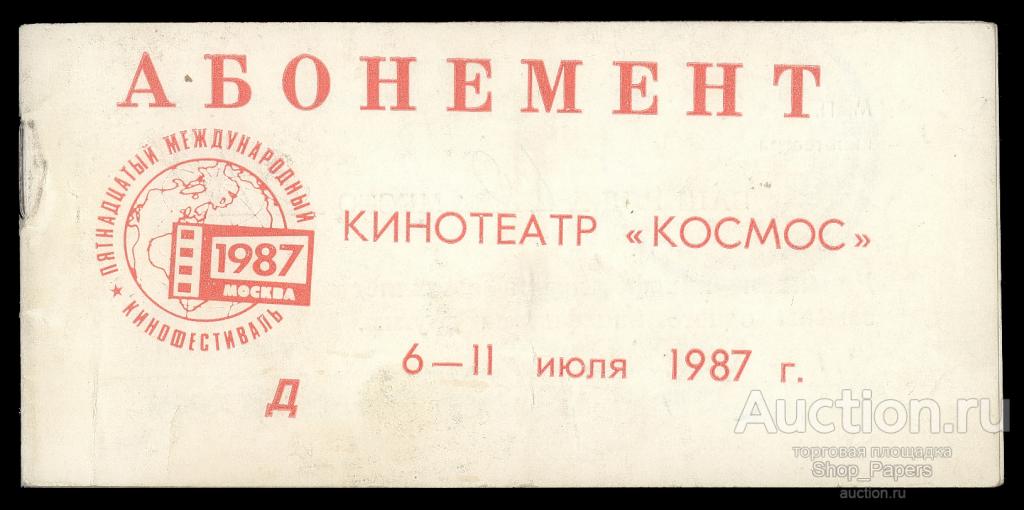 АБОНЕМЕНТ
ПЯТНАДЦАТЫЙ МЕЖДУНАРОДНЫЙ
★ КИНОФЕСТИВАЛЬ
1987
МОСКВА
КИНОТЕАТР «КОСМОС»
6—11 июля 1987 г.
Д
Auction.ru
торговая площадка
Shop_Papers
auction.ru